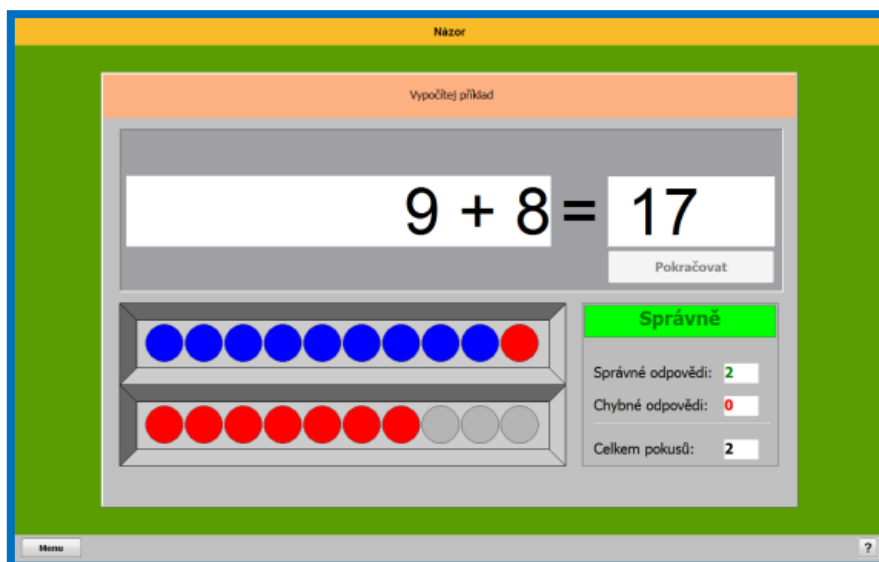 Názor
Vypočítej příklad
9 + 8 = 17
Pokračovat
Správně
Správné odpovědi: 2
Chybné odpovědi: 0
Celkem pokusů: 2
Menu ?